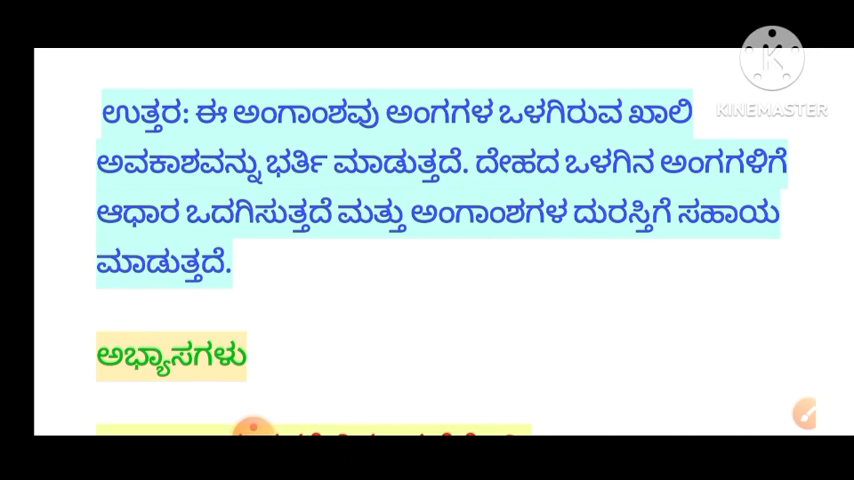 K
KINEMASTER
ಉತ್ತರ: ಈ ಅಂಗಾಂಶವು ಅಂಗಗಳ ಒಳಗಿರುವ ಖಾಲಿ
ಅವಕಾಶವನ್ನು ಭರ್ತಿ ಮಾಡುತ್ತದೆ. ದೇಹದ ಒಳಗಿನ ಅಂಗಗಳಿಗೆ
ಆಧಾರ ಒದಗಿಸುತ್ತದೆ ಮತ್ತು ಅಂಗಾಂಶಗಳ ದುರಸ್ತಿಗೆ ಸಹಾಯ
ಮಾಡುತ್ತದೆ.
ಅಭ್ಯಾಸಗಳು